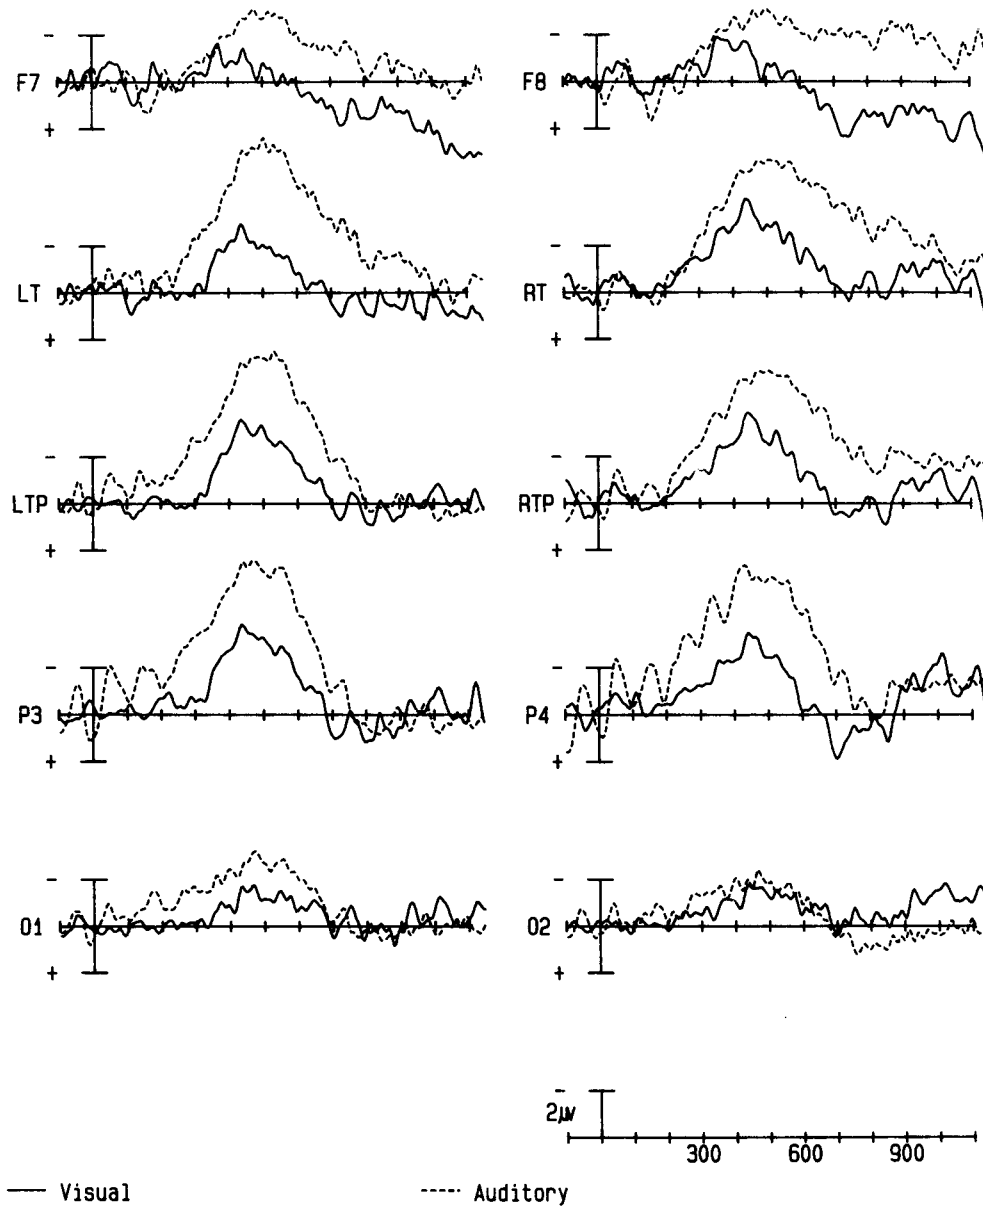 -
-
F7
F8
+
+
-
-
LT
RT
+
+
-
-
LTP
RTP
+
+
-
-
P3
P4
+
+
-
-
O1
O2
+
+
-
2μv
300 600 900
Visual
Auditory